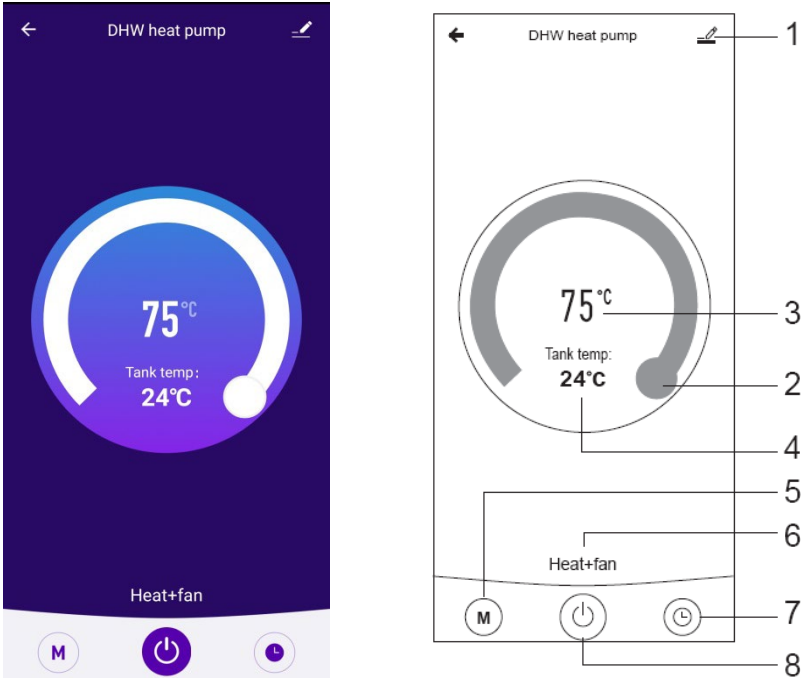 DHW heat pump
75°C
Tank temp:
24°C
Heat+fan
M
DHW heat pump
1
75°C
3
Tank temp:
24°C
2
4
5
6
Heat+fan
M
7
8